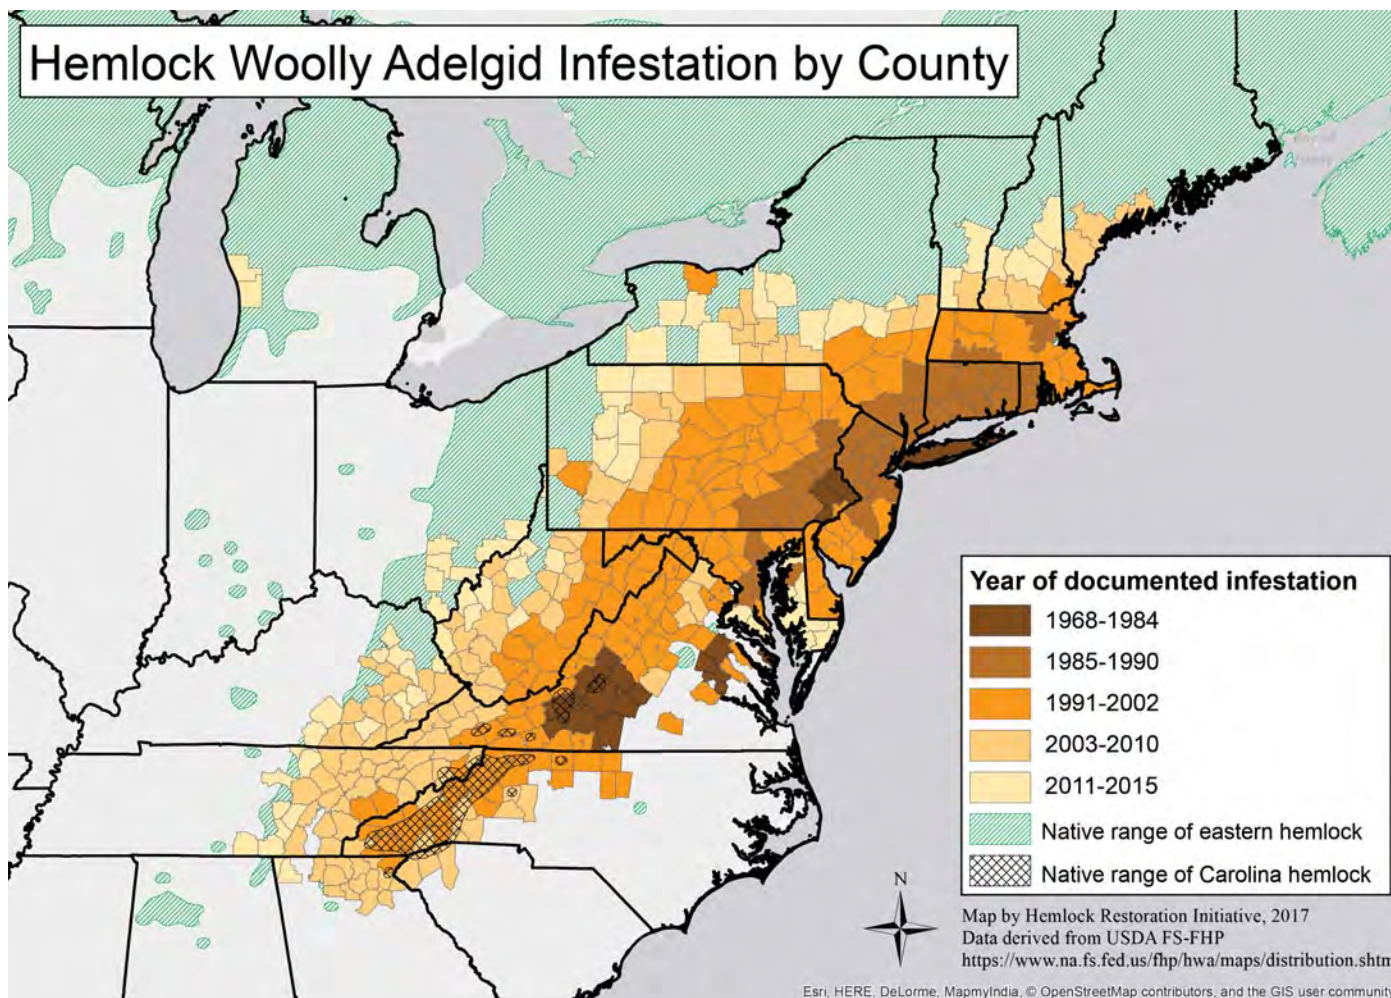 Hemlock Woolly Adelgid Infestation by County
Year of documented infestation
1968-1984
1985-1990
1991-2002
2003-2010
2011-2015
Native range of eastern hemlock
Native range of Carolina hemlock
N
Map by Hemlock Restoration Initiative, 2017
Data derived from USDA FS-FHP
https://www.na.fs.fed.us/fhp/hwa/maps/distribution.shtm
Esri, HERE, DeLorme, MapmyIndia, © OpenStreetMap contributors, and the GIS user community